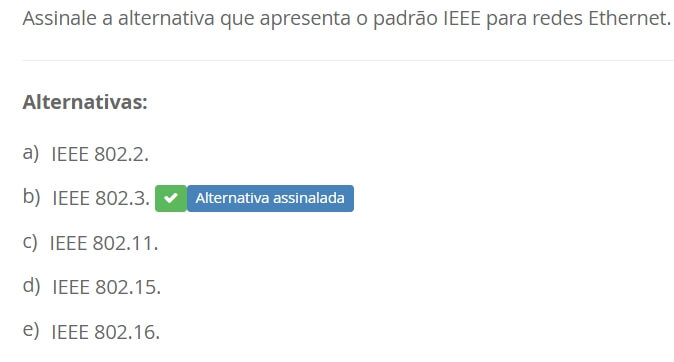 Assinale a alternativa que apresenta o padrão IEEE para redes Ethernet.
Alternativas:
a) IEEE 802.2.
b) IEEE 802.3. Alternativa assinalada
c) IEEE 802.11.
d) IEEE 802.15.
e) IEEE 802.16.